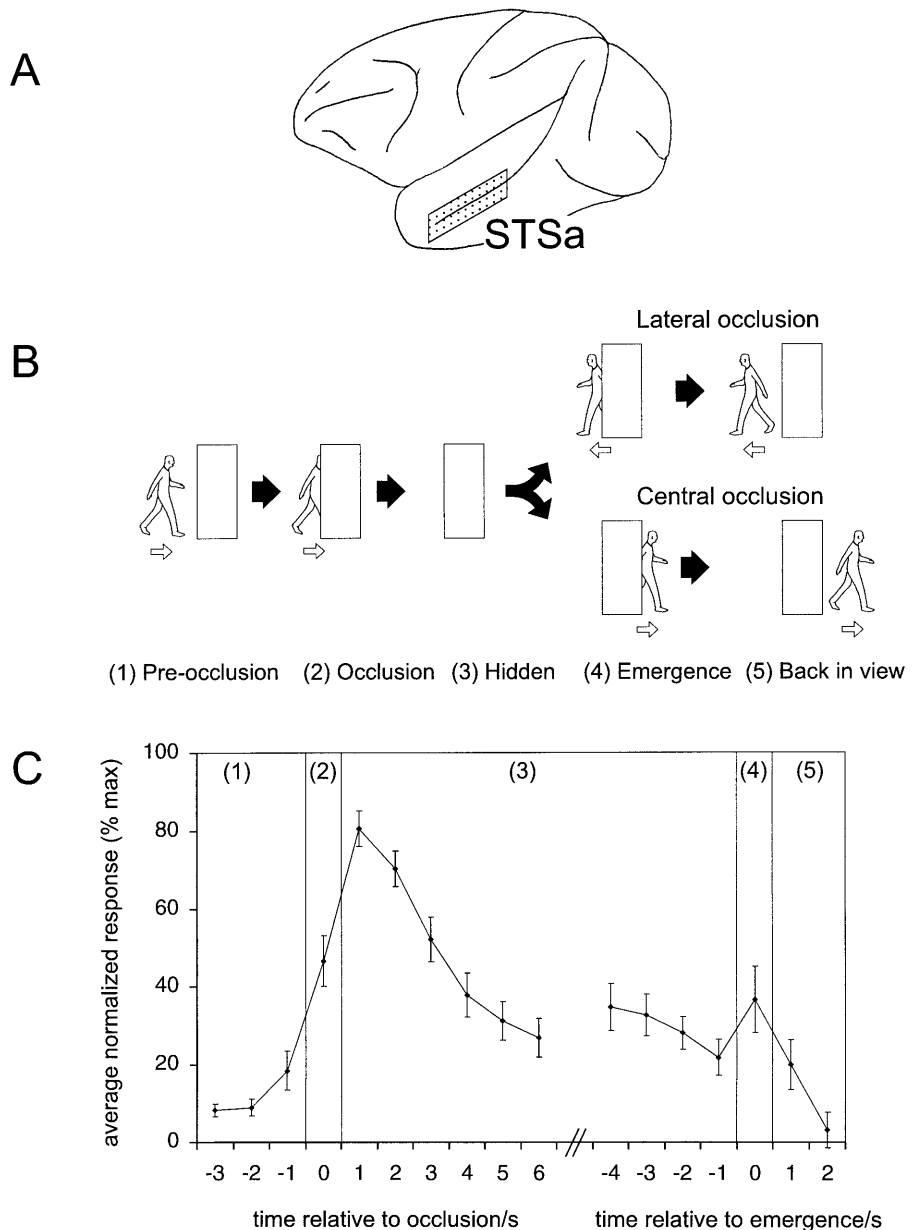 A
STSa
B
Lateral occlusion
Central occlusion
(1) Pre-occlusion (2) Occlusion (3) Hidden (4) Emergence (5) Back in view
C
average normalized response (% max)
100
80
60
40
20
0
(1) (2) (3) (4) (5)
-3 -2 -1 0 1 2 3 4 5 6 -4 -3 -2 -1 0 1 2
time relative to occlusion/s time relative to emergence/s